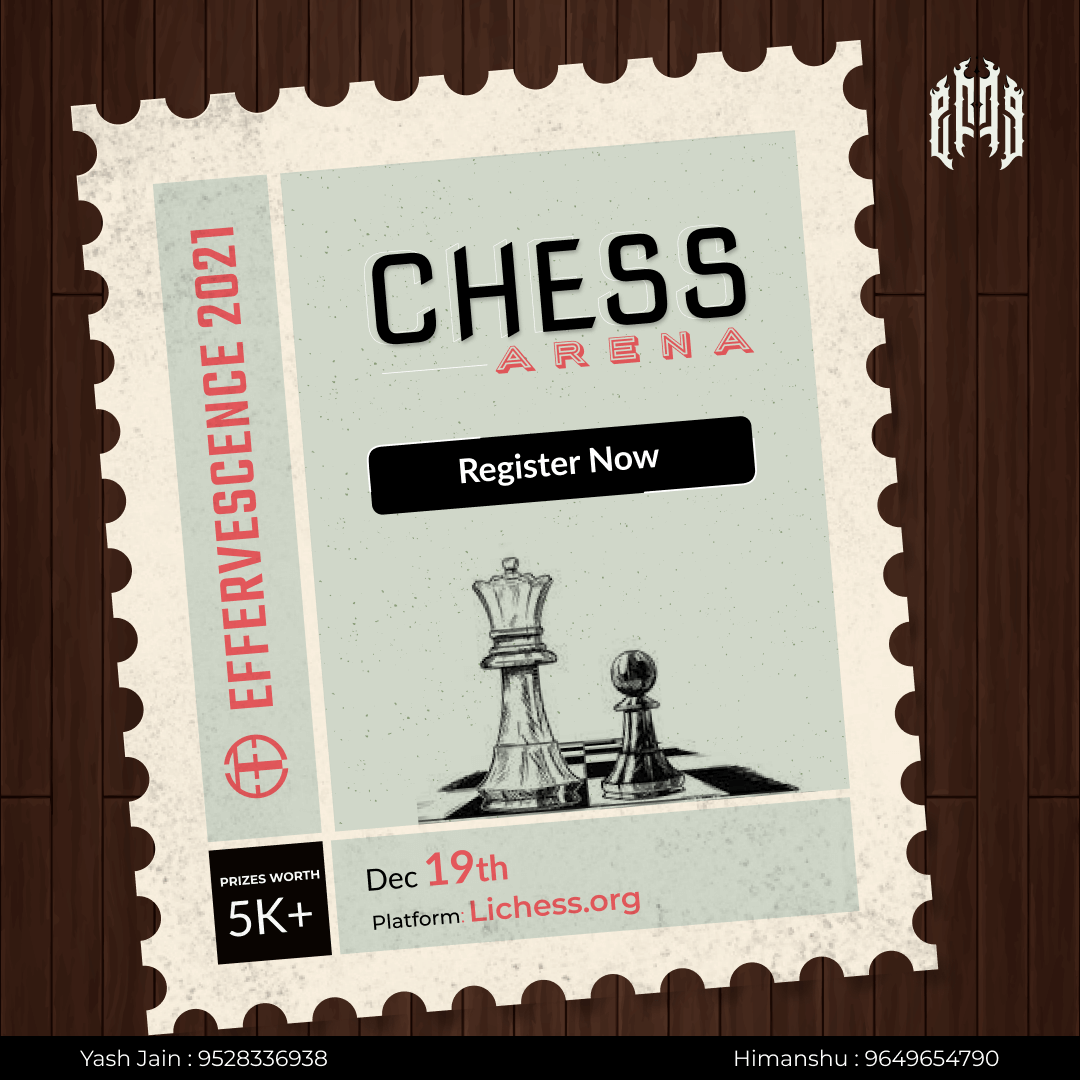 EFFERVESCENCE 2021
CHESS
ARENA
Register Now
PRIZES WORTH
5K+
Dec 19th
Platform: Lichess.org
Yash Jain : 9528336938
Himanshu : 9649654790